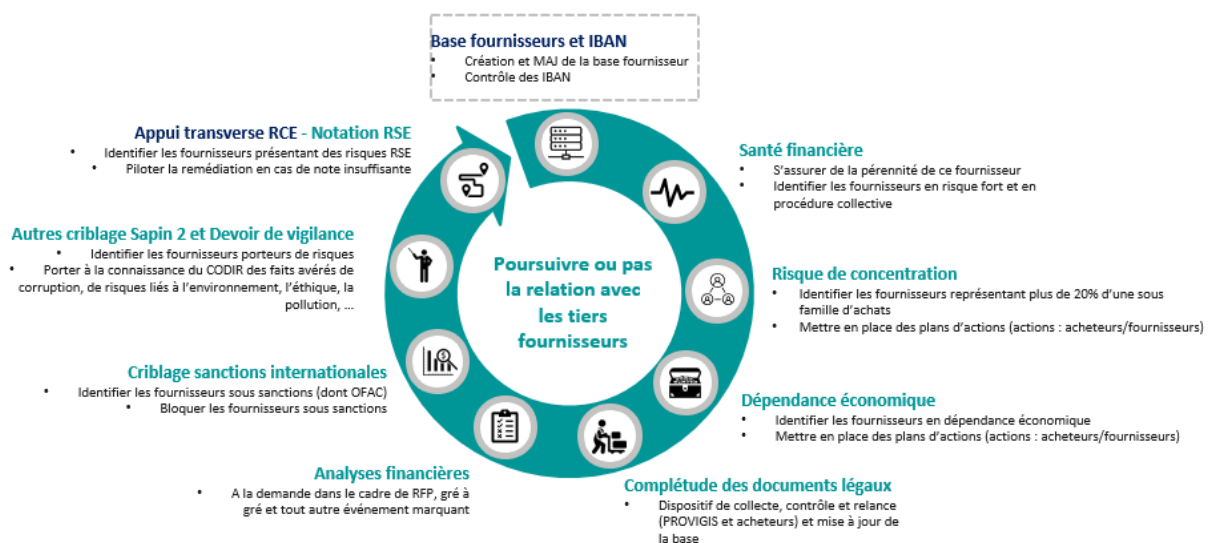 Base fournisseurs et IBAN
• Création et MAJ de la base fournisseur
• Contrôle des IBAN
Santé financière
• S'assurer de la pérennité de ce fournisseur
• Identifier les fournisseurs en risque fort et en
procédure collective
Risque de concentration
• Identifier les fournisseurs représentant plus de 20% d'une sous
famille d'achats
• Mettre en place des plans d'actions (actions : acheteurs/fournisseurs)
Dépendance économique
• Identifier les fournisseurs en dépendance économique
• Mettre en place des plans d'actions (actions : acheteurs/fournisseurs)
Complétude des documents légaux
• Dispositif de collecte, contrôle et relance
(PROVIGIS et acheteurs) et mise à jour de
la base
Analyses financières
• A la demande dans le cadre de RFP, gré à
gré et tout autre événement marquant
Criblage sanctions internationales
• Identifier les fournisseurs sous sanctions (dont OFAC)
• Bloquer les fournisseurs sous sanctions
Autres criblage Sapin 2 et Devoir de vigilance
• Identifier les fournisseurs porteurs de risques
• Porter à la connaissance du CODIR des faits avérés de
corruption, de risques liés à l'environnement, l'éthique, la
pollution, ...
Appui transverse RCE - Notation RSE
• Identifier les fournisseurs présentant des risques RSE
• Piloter la remédiation en cas de note insuffisante
Poursuivre ou pas
la relation avec
les tiers
fournisseurs